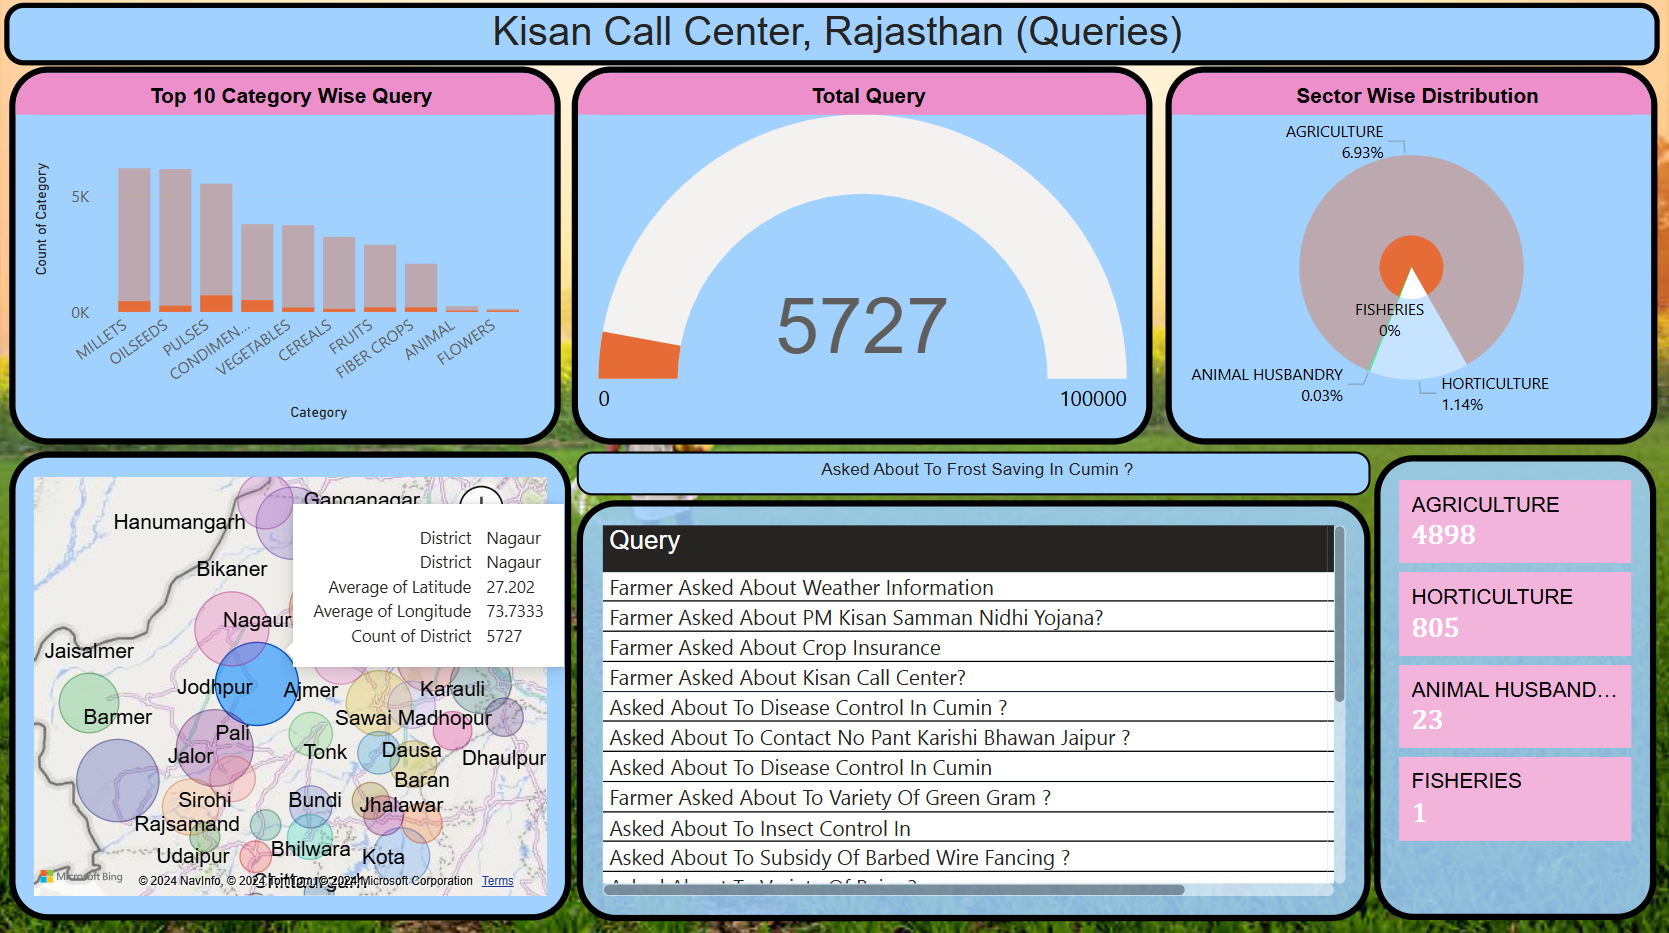 Kisan Call Center, Rajasthan (Queries)
Top 10 Category Wise Query
Count of Category
5K
0K
MILLETS
OILSEEDS
PULSES
CONDIMEN...
VEGETABLES
CEREALS
FRUITS
FIBER CROPS
ANIMAL
FLOWERS
Category
Total Query
5727
0
100000
Sector Wise Distribution
AGRICULTURE
6.93%
FISHERIES
0%
ANIMAL HUSBANDRY
0.03%
HORTICULTURE
1.14%
Ganganagar
Hanumangarh
Bikaner
Nagaur
Jaisalmer
Jodhpur
Ajmer
Karauli
Barmer
Sawai Madhopur
Pali
Jalor
Tonk
Dausa
Dhaulpur
Baran
Sirohi
Bundi
Jhalawar
Rajsamand
Udaipur
Bhilwara
Kota
Chittaurgarh
Microsoft Bing
© 2024 NavInfo, © 2024 TomTom, © 2024 Microsoft Corporation
Terms
District Nagaur
District Nagaur
Average of Latitude 27.202
Average of Longitude 73.7333
Count of District 5727
Asked About To Frost Saving In Cumin ?
Query
Farmer Asked About Weather Information
Farmer Asked About PM Kisan Samman Nidhi Yojana?
Farmer Asked About Crop Insurance
Farmer Asked About Kisan Call Center?
Asked About To Disease Control In Cumin ?
Asked About To Contact No Pant Karishi Bhawan Jaipur ?
Asked About To Disease Control In Cumin
Farmer Asked About To Variety Of Green Gram ?
Asked About To Insect Control In
Asked About To Subsidy Of Barbed Wire Fancing ?
Asked About To Variety Of
AGRICULTURE
4898
HORTICULTURE
805
ANIMAL HUSBAND...
23
FISHERIES
1